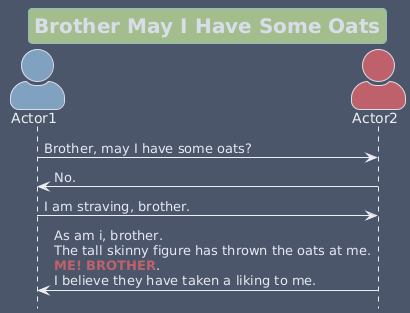 Brother May I Have Some Oats
Actor1
Actor2
Brother, may I have some oats?
No.
I am straving, brother.
As am i, brother.
The tall skinny figure has thrown the oats at me.
ME! BROTHER.
I believe they have taken a liking to me.